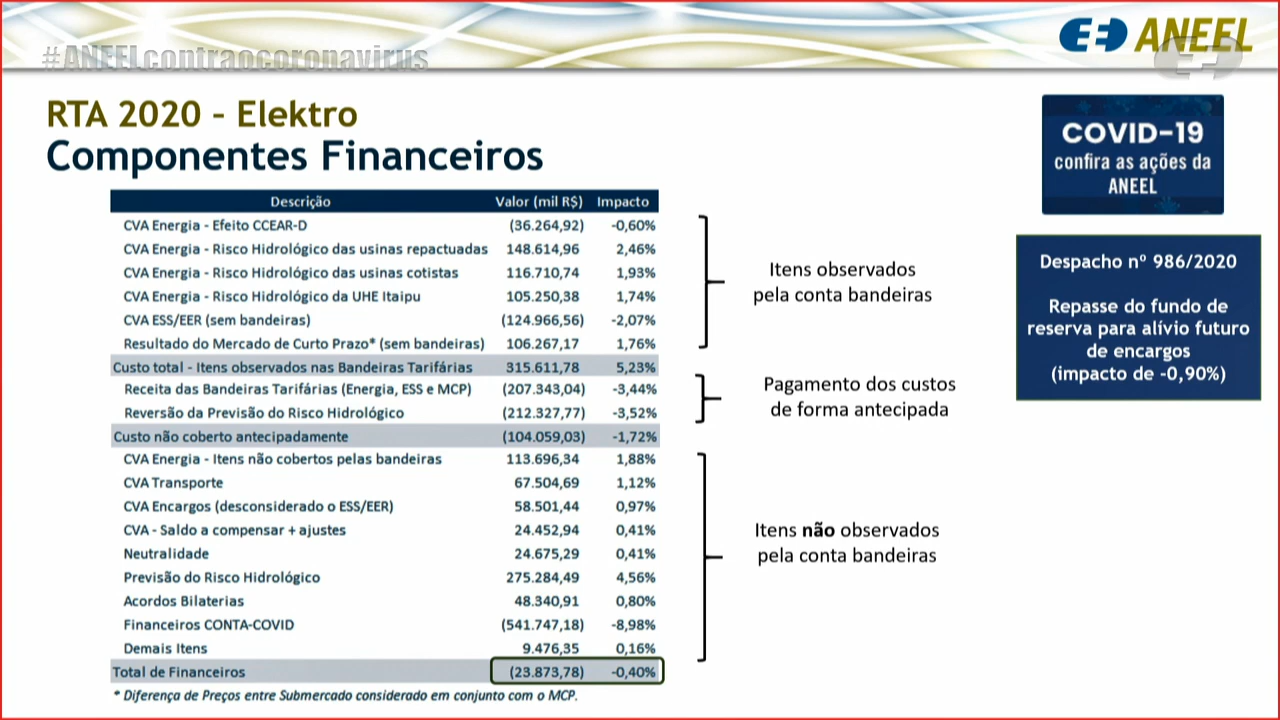 #ANEELcontraocoronavirus
ANEEL
RTA 2020 – Elektro
Componentes Financeiros
COVID-19
confira as ações da
ANEEL
Descrição Valor (mil R$) Impacto
CVA Energia - Efeito CCEAR-D (36.264,92) -0,60%
CVA Energia - Risco Hidrológico das usinas repactuadas 148.614,96 2,46%
CVA Energia - Risco Hidrológico das usinas cotistas 116.710,74 1,93%
CVA Energia - Risco Hidrológico da UHE Itaipu 105.250,38 1,74%
CVA ESS/EER (sem bandeiras) (124.966,56) -2,07%
Resultado do Mercado de Curto Prazo* (sem bandeiras) 106.267,17 1,76%
Custo total - Itens observados nas Bandeiras Tarifárias 315.611,78 5,23%
Receita das Bandeiras Tarifárias (Energia, ESS e MCP) (207.343,04) -3,44%
Reversão da Previsão do Risco Hidrológico (212.327,77) -3,52%
Custo não coberto antecipadamente (104.059,03) -1,72%
CVA Energia - Itens não cobertos pelas bandeiras 113.696,34 1,88%
CVA Transporte 67.504,69 1,12%
CVA Encargos (desconsiderado o ESS/EER) 58.501,44 0,97%
CVA - Saldo a compensar + ajustes 24.452,94 0,41%
Neutralidade 24.675,29 0,41%
Previsão do Risco Hidrológico 275.284,49 4,56%
Acordos Bilaterias 48.340,91 0,80%
Financeiros CONTA-COVID (541.747,18) -8,98%
Demais Itens 9.476,35 0,16%
Total de Financeiros (23.873,78) -0,40%
* Diferença de Preços entre Submercado considerado em conjunto com o MCP.
Itens observados
pela conta bandeiras
Pagamento dos custos
de forma antecipada
Itens não observados
pela conta bandeiras
Despacho nº 986/2020
Repasse do fundo de
reserva para alívio futuro
de encargos
(impacto de -0,90%)